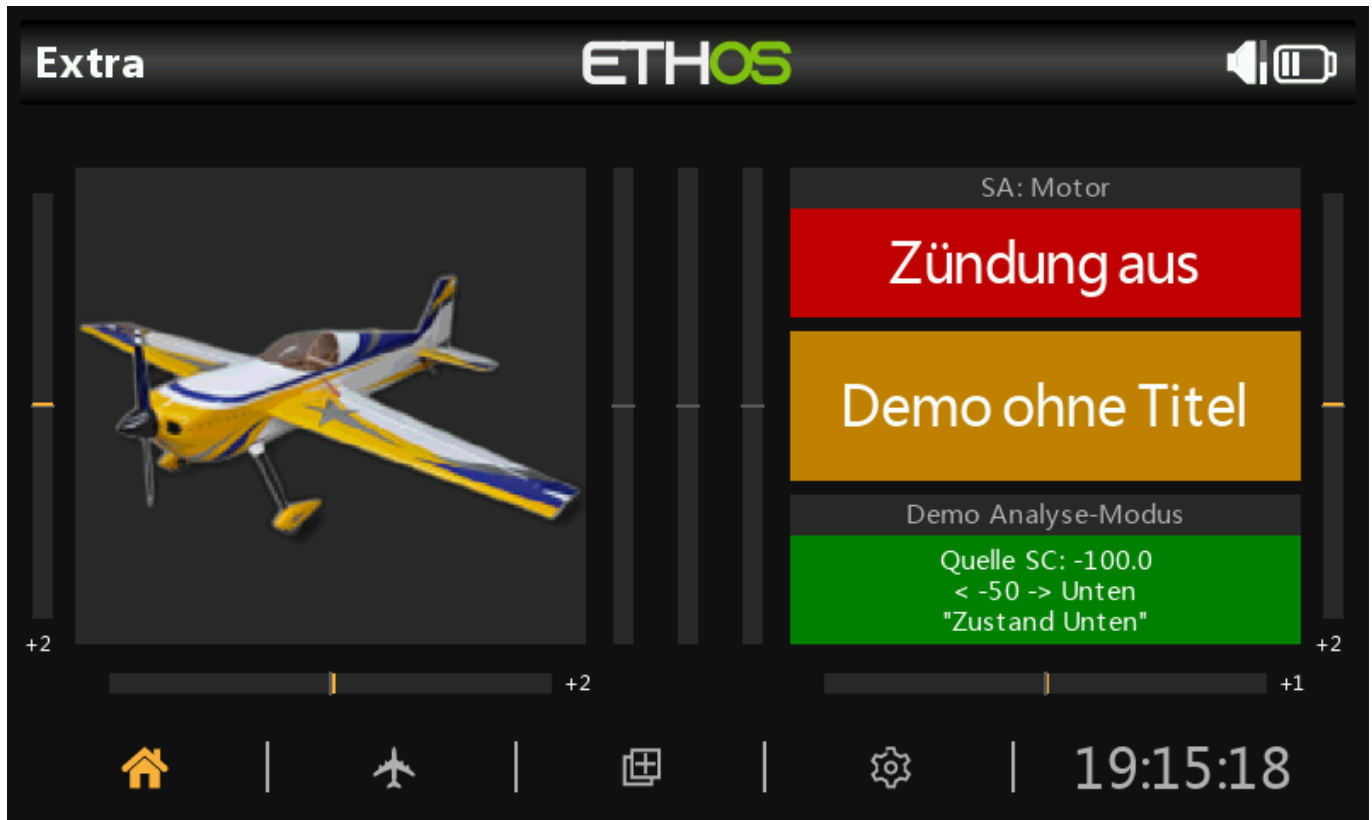 Extra
ETHOS
SA: Motor
Zündung aus
Demo ohne Titel
Demo Analyse-Modus
Quelle SC: -100.0
< -50 -> Unten
"Zustand Unten"
+2
+2
+2
+1
19:15:18